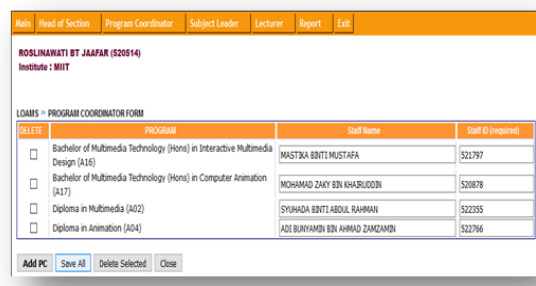 Main Head of Section Program Coordinator Subject Leader Lecturer Report Exit
ROSLINAWATI BT JAAFAR (520514)
Institute : MIIT
LOAMS » PROGRAM COORDINATOR FORM
DELETE PROGRAM Staff Name Staff ID (required)
Bachelor of Multimedia Technology (Hons) in Interactive Multimedia
Design (A16) MASTIKA BINTI MUSTAFA 521797
Bachelor of Multimedia Technology (Hons) in Computer Animation
(A17) MOHAMAD ZAKY BIN KHAIRUDDIN 520878
Diploma in Multimedia (A02) SYUHADA BINTI ABDUL RAHMAN 522355
Diploma in Animation (A04) ADI BUNYAMIN BIN AHMAD ZAMZAMIN 522766
Add PC Save All Delete Selected Close